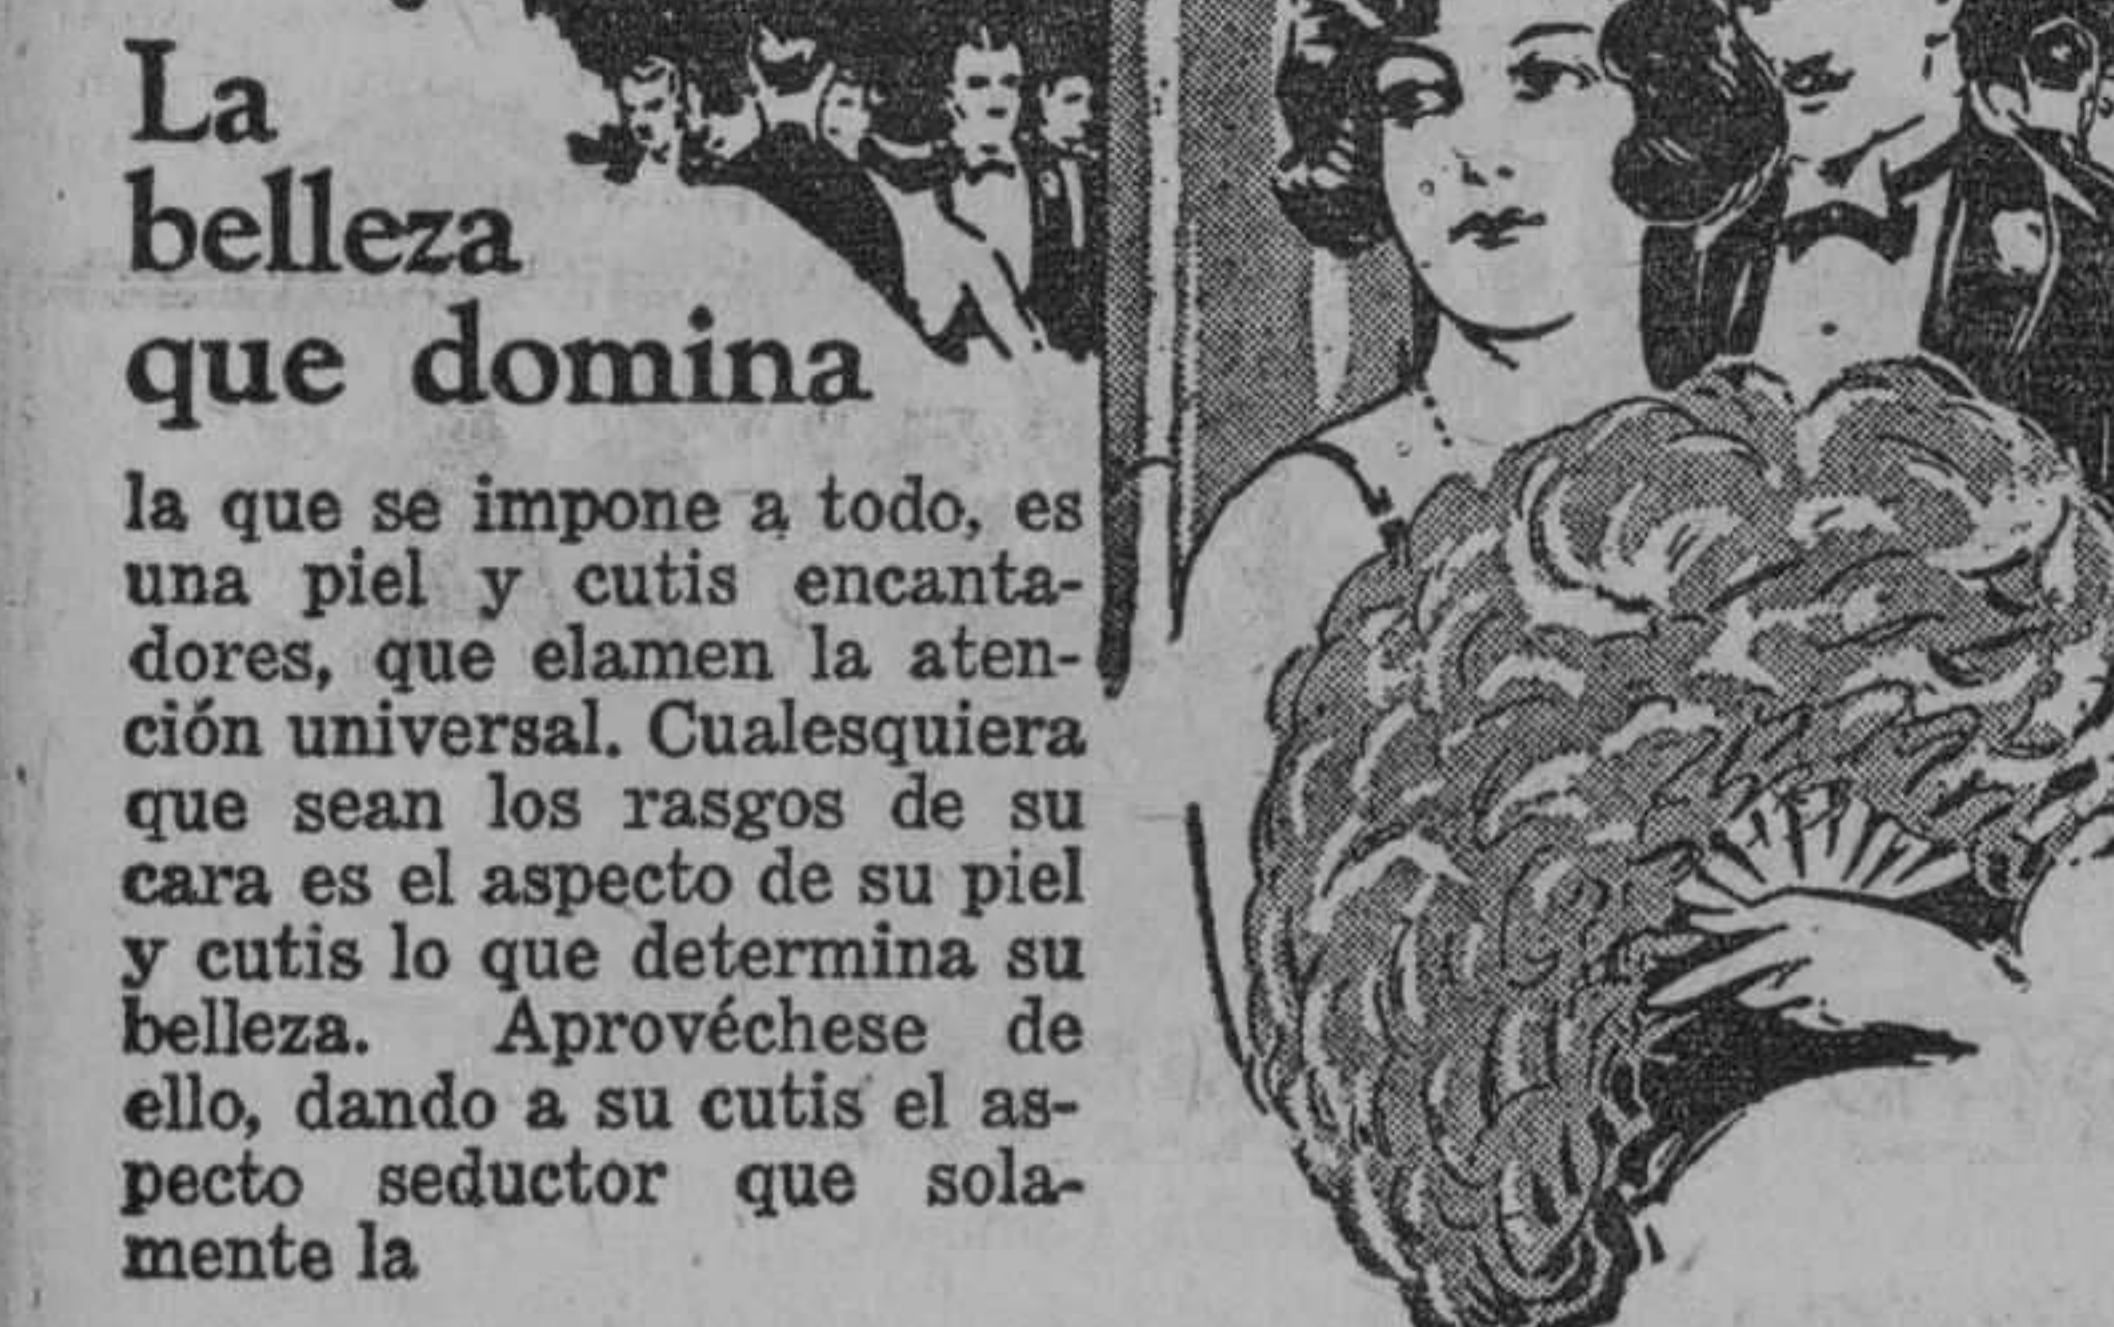 La
belleza
que domina
la que se impone a todo, es
una piel y cutis encanta-
dores, que elamen la aten-
ción universal. Cualesquiera
que sean los rasgos de su
cara es el aspecto de su piel
y cutis lo que determina su
belleza. Aprovéchese de
ello, dando a su cutis el as-
pecto seductor que sola-
mente la